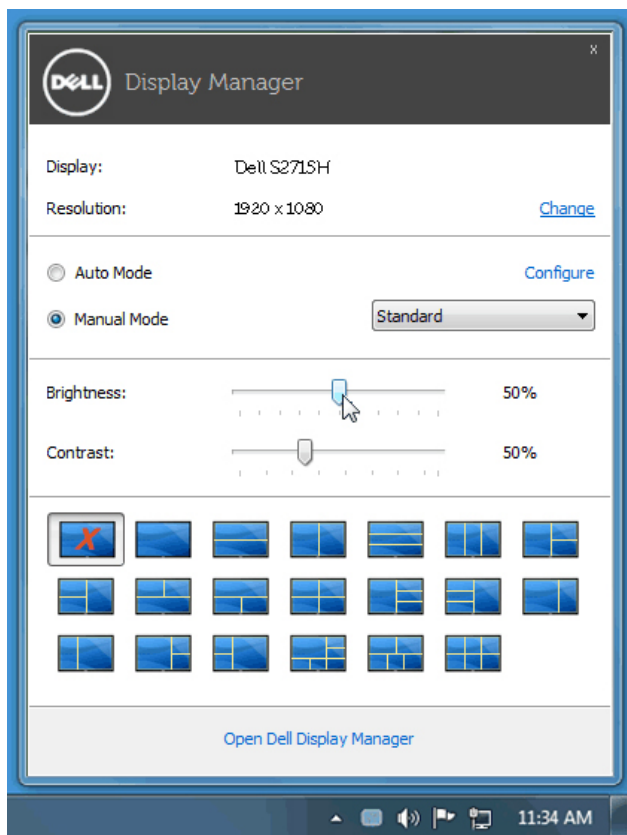 DELL Display Manager x
Display: Dell S2715H
Resolution: 1920 x 1080 Change
Auto Mode Configure
Manual Mode Standard
Brightness: 50%
Contrast: 50%
Open Dell Display Manager
11:34 AM